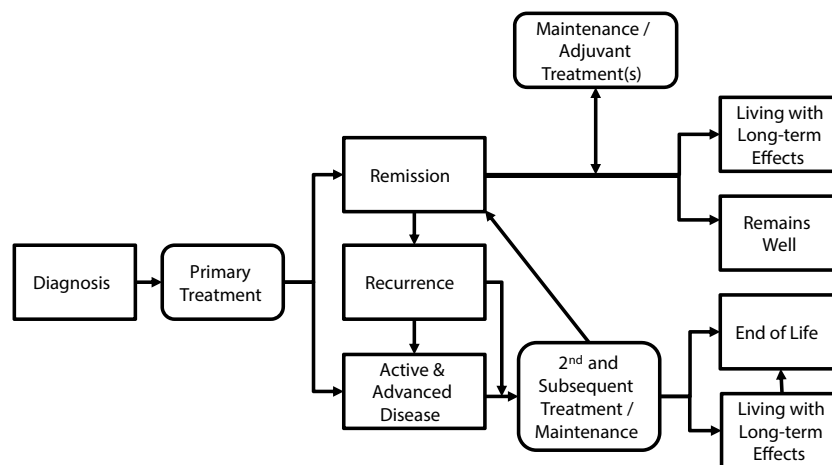 Maintenance /
Adjuvant
Treatment(s)
Living with
Long-term
Effects
Remission
Remains
Well
Diagnosis
Primary
Treatment
Recurrence
End of Life
Active &
Advanced
Disease
2nd and
Subsequent
Treatment /
Maintenance
Living with
Long-term
Effects